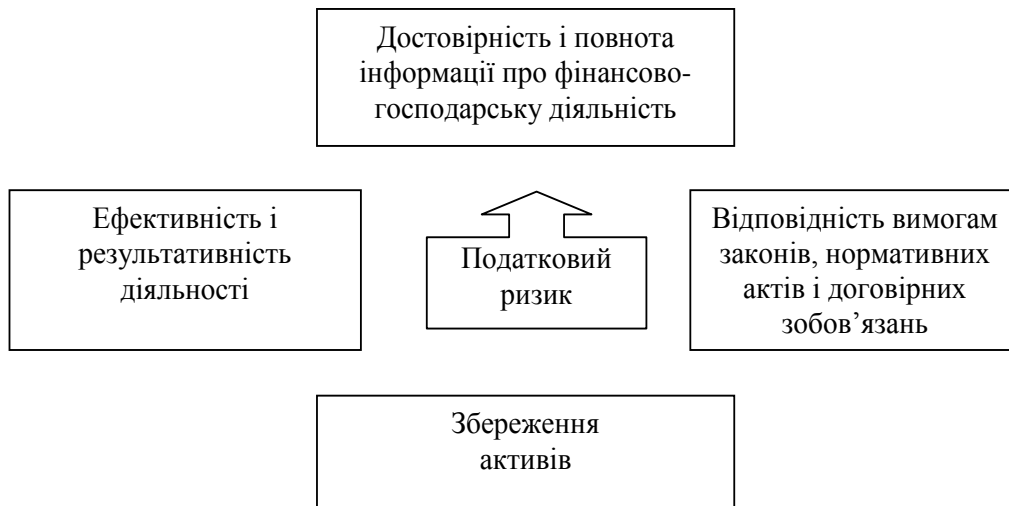 Достовірність і повнота
інформації про фінансово-
господарську діяльність
Ефективність і
результативність
діяльності
Податковий
ризик
Відповідність вимогам
законів, нормативних
актів і договірних
зобов’язань
Збереження
активів